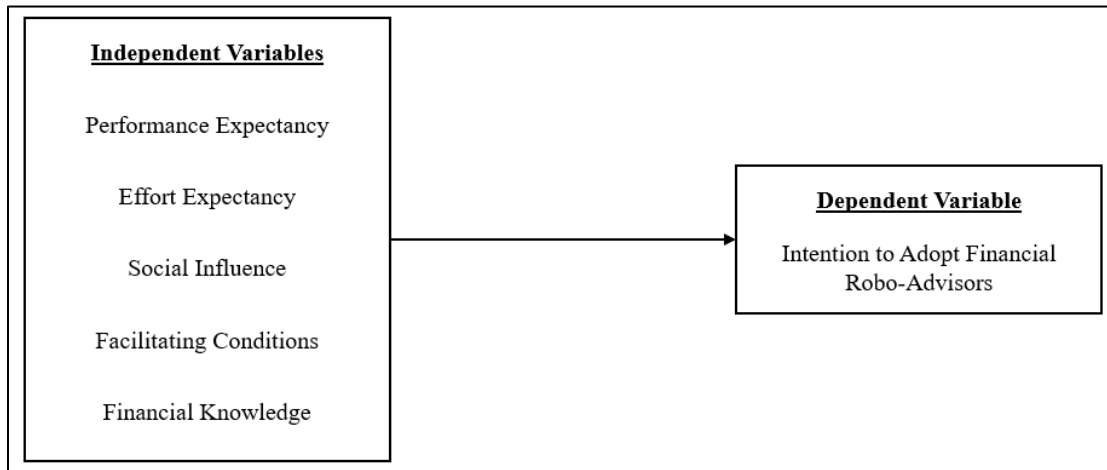 Independent Variables
Performance Expectancy
Effort Expectancy
Social Influence
Facilitating Conditions
Financial Knowledge
Dependent Variable
Intention to Adopt Financial
Robo-Advisors